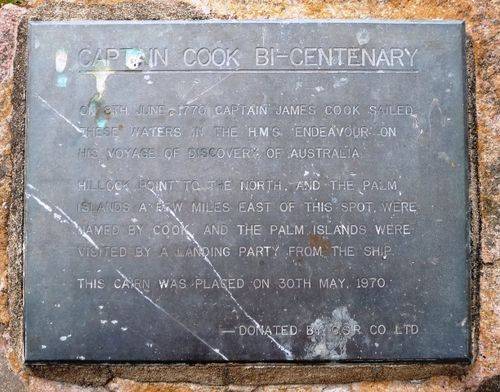 CAPTAIN COOK BI-CENTENARY
ON 8TH JUNE, 1770 CAPTAIN JAMES COOK SAILED
THESE WATERS IN THE H.M.S. "ENDEAVOUR" ON
HIS VOYAGE OF DISCOVERY OF AUSTRALIA.
HILLOCK POINT TO THE NORTH, AND THE PALM
ISLANDS A FEW MILES EAST OF THIS SPOT, WERE
NAMED BY COOK AND THE PALM ISLANDS WERE
VISITED BY A LANDING PARTY FROM THE SHIP.
THIS CAIRN WAS PLACED ON 30TH MAY, 1970.
— DONATED BY C.S.R. CO. LTD.